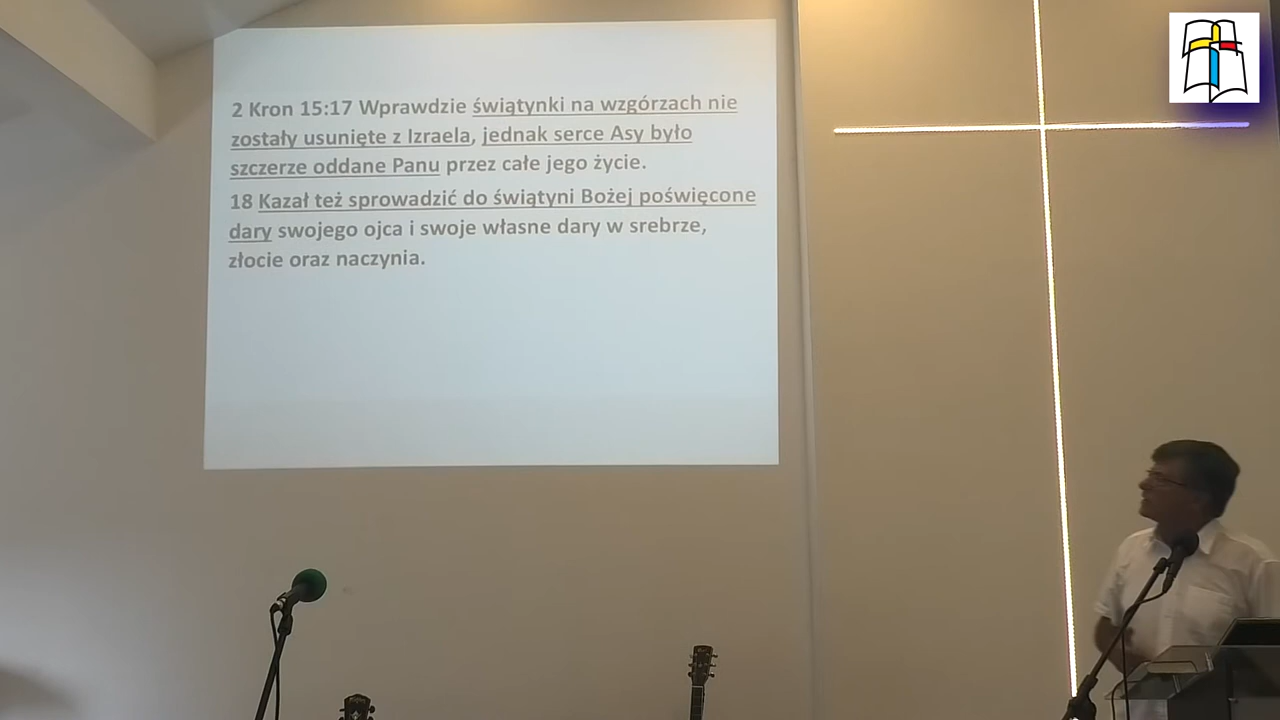 2 Kron 15:17 Wprawdzie świątynki na wzgórzach nie
zostały usunięte z Izraela, jednak serce Asy było
szczerze oddane Panu przez całe jego życie.
18 Kazał też sprowadzić do świątyni Bożej poświęcone
dary swojego ojca i swoje własne dary w srebrze,
złocie oraz naczynia.